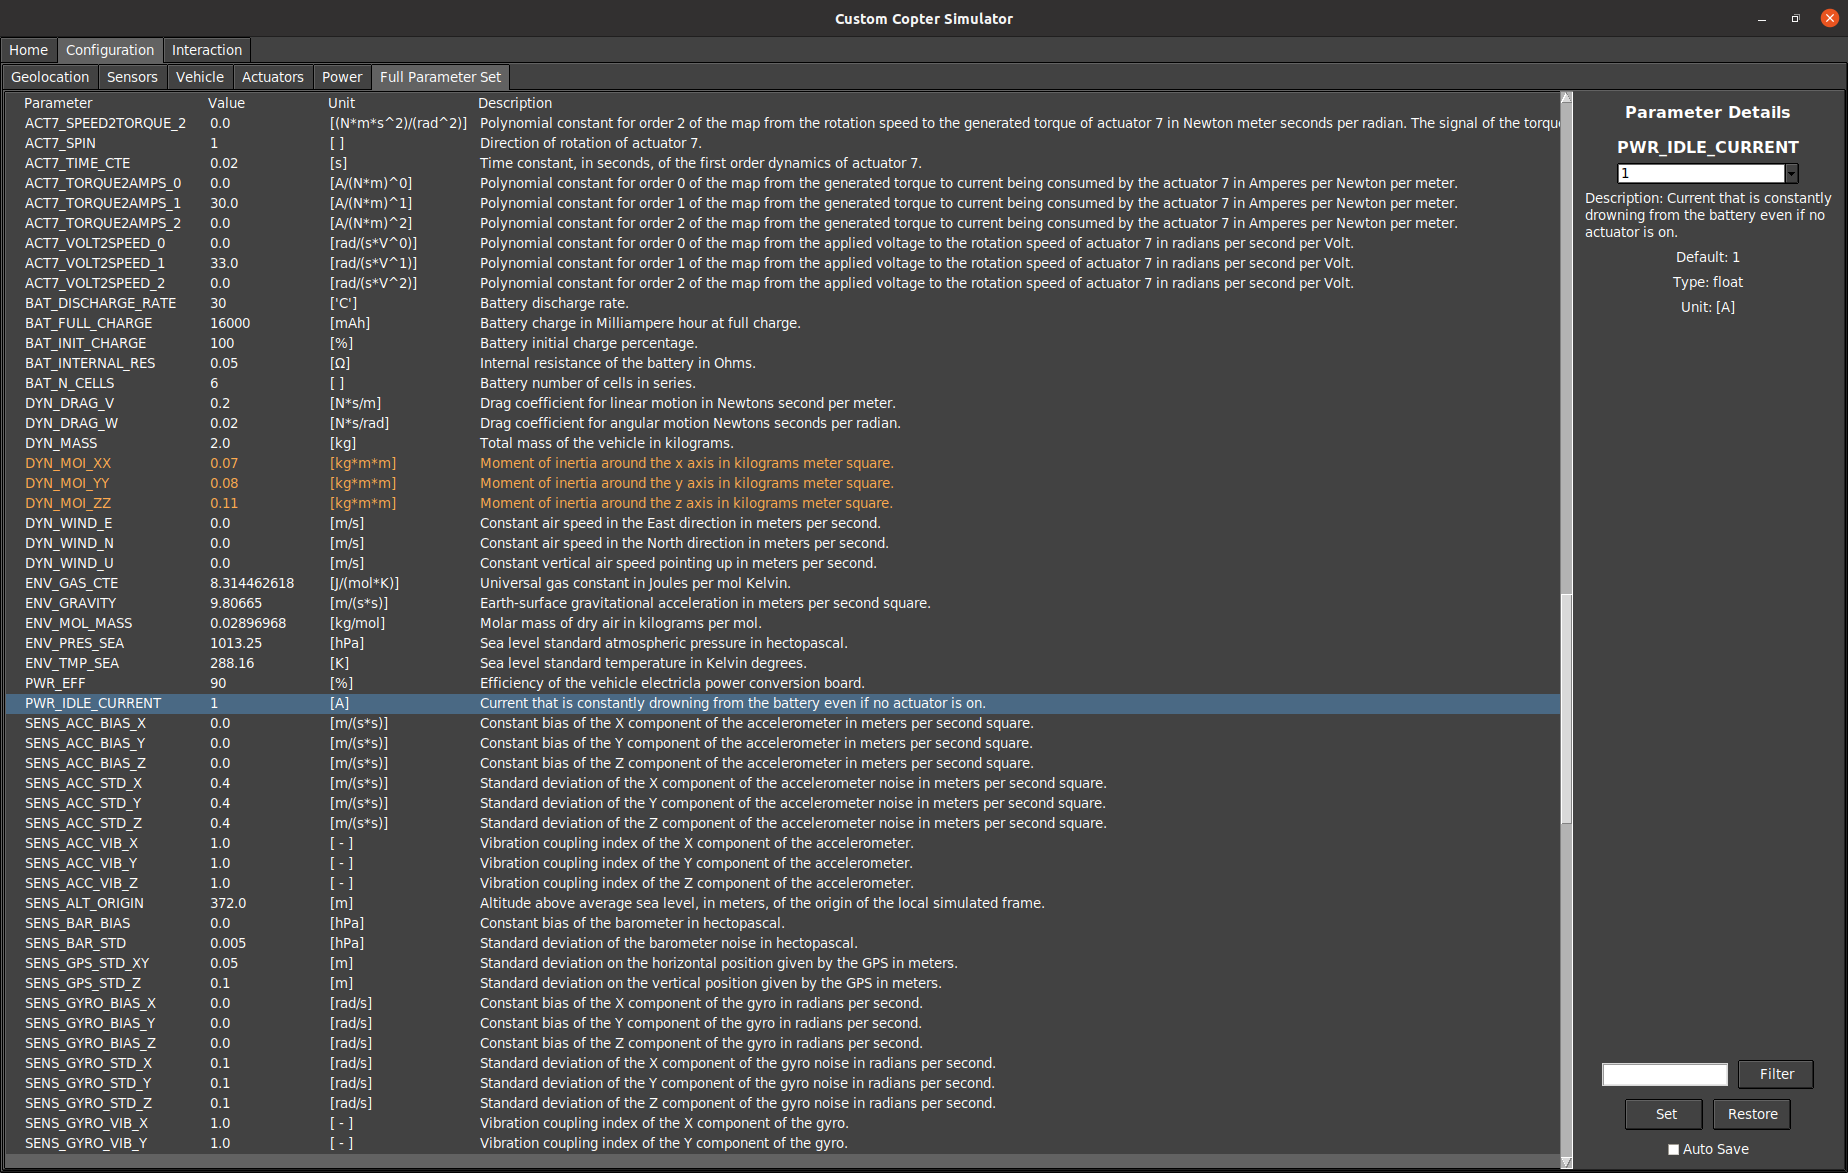 Custom Copter Simulator
Home Configuration Interaction
Geolocation Sensors Vehicle Actuators Power Full Parameter Set
Parameter Value Unit Description
ACT7_SPEED2TORQUE_2 0.0 [(N*m*s^2)/(rad^2)] Polynomial constant for order 2 of the map from the rotation speed to the generated torque of actuator 7 in Newton meter seconds per radian. The signal of the torqu
ACT7_SPIN 1 [ ] Direction of rotation of actuator 7.
ACT7_TIME_CTE 0.02 [s] Time constant, in seconds, of the first order dynamics of actuator 7.
ACT7_TORQUE2AMPS_0 0.0 [A/(N*m)^0] Polynomial constant for order 0 of the map from the generated torque to current being consumed by the actuator 7 in Amperes per Newton per meter.
ACT7_TORQUE2AMPS_1 30.0 [A/(N*m)^1] Polynomial constant for order 1 of the map from the generated torque to current being consumed by the actuator 7 in Amperes per Newton per meter.
ACT7_TORQUE2AMPS_2 0.0 [A/(N*m)^2] Polynomial constant for order 2 of the map from the generated torque to current being consumed by the actuator 7 in Amperes per Newton per meter.
ACT7_VOLT2SPEED_0 0.0 [rad/(s*V^0)] Polynomial constant for order 0 of the map from the applied voltage to the rotation speed of actuator 7 in radians per second per Volt.
ACT7_VOLT2SPEED_1 33.0 [rad/(s*V^1)] Polynomial constant for order 1 of the map from the applied voltage to the rotation speed of actuator 7 in radians per second per Volt.
ACT7_VOLT2SPEED_2 0.0 [rad/(s*V^2)] Polynomial constant for order 2 of the map from the applied voltage to the rotation speed of actuator 7 in radians per second per Volt.
BAT_DISCHARGE_RATE 30 ['C'] Battery discharge rate.
BAT_FULL_CHARGE 16000 [mAh] Battery charge in Milliampere hour at full charge.
BAT_INIT_CHARGE 100 [%] Battery initial charge percentage.
BAT_INTERNAL_RES 0.05 [Ω] Internal resistance of the battery in Ohms.
BAT_N_CELLS 6 [ ] Battery number of cells in series.
DYN_DRAG_V 0.2 [N*s/m] Drag coefficient for linear motion in Newtons second per meter.
DYN_DRAG_W 0.02 [N*s/rad] Drag coefficient for angular motion Newtons seconds per radian.
DYN_MASS 2.0 [kg] Total mass of the vehicle in kilograms.
DYN_MOI_XX 0.07 [kg*m*m] Moment of inertia around the x axis in kilograms meter square.
DYN_MOI_YY 0.08 [kg*m*m] Moment of inertia around the y axis in kilograms meter square.
DYN_MOI_ZZ 0.11 [kg*m*m] Moment of inertia around the z axis in kilograms meter square.
DYN_WIND_E 0.0 [m/s] Constant air speed in the East direction in meters per second.
DYN_WIND_N 0.0 [m/s] Constant air speed in the North direction in meters per second.
DYN_WIND_U 0.0 [m/s] Constant vertical air speed pointing up in meters per second.
ENV_GAS_CTE 8.314462618 [J/(mol*K)] Universal gas constant in Joules per mol Kelvin.
ENV_GRAVITY 9.80665 [m/(s*s)] Earth-surface gravitational acceleration in meters per second square.
ENV_MOL_MASS 0.02896968 [kg/mol] Molar mass of dry air in kilograms per mol.
ENV_PRES_SEA 1013.25 [hPa] Sea level standard atmospheric pressure in hectopascal.
ENV_TMP_SEA 288.16 [K] Sea level standard temperature in Kelvin degrees.
PWR_EFF 90 [%] Efficiency of the vehicle electricla power conversion board.
PWR_IDLE_CURRENT 1 [A] Current that is constantly drowning from the battery even if no actuator is on.
SENS_ACC_BIAS_X 0.0 [m/(s*s)] Constant bias of the X component of the accelerometer in meters per second square.
SENS_ACC_BIAS_Y 0.0 [m/(s*s)] Constant bias of the Y component of the accelerometer in meters per second square.
SENS_ACC_BIAS_Z 0.0 [m/(s*s)] Constant bias of the Z component of the accelerometer in meters per second square.
SENS_ACC_STD_X 0.4 [m/(s*s)] Standard deviation of the X component of the accelerometer noise in meters per second square.
SENS_ACC_STD_Y 0.4 [m/(s*s)] Standard deviation of the Y component of the accelerometer noise in meters per second square.
SENS_ACC_STD_Z 0.4 [m/(s*s)] Standard deviation of the Z component of the accelerometer noise in meters per second square.
SENS_ACC_VIB_X 1.0 [ - ] Vibration coupling index of the X component of the accelerometer.
SENS_ACC_VIB_Y 1.0 [ - ] Vibration coupling index of the Y component of the accelerometer.
SENS_ACC_VIB_Z 1.0 [ - ] Vibration coupling index of the Z component of the accelerometer.
SENS_ALT_ORIGIN 372.0 [m] Altitude above average sea level, in meters, of the origin of the local simulated frame.
SENS_BAR_BIAS 0.0 [hPa] Constant bias of the barometer in hectopascal.
SENS_BAR_STD 0.005 [hPa] Standard deviation of the barometer noise in hectopascal.
SENS_GPS_STD_XY 0.05 [m] Standard deviation on the horizontal position given by the GPS in meters.
SENS_GPS_STD_Z 0.1 [m] Standard deviation on the vertical position given by the GPS in meters.
SENS_GYRO_BIAS_X 0.0 [rad/s] Constant bias of the X component of the gyro in radians per second.
SENS_GYRO_BIAS_Y 0.0 [rad/s] Constant bias of the Y component of the gyro in radians per second.
SENS_GYRO_BIAS_Z 0.0 [rad/s] Constant bias of the Z component of the gyro in radians per second.
SENS_GYRO_STD_X 0.1 [rad/s] Standard deviation of the X component of the gyro noise in radians per second.
SENS_GYRO_STD_Y 0.1 [rad/s] Standard deviation of the Y component of the gyro noise in radians per second.
SENS_GYRO_STD_Z 0.1 [rad/s] Standard deviation of the Z component of the gyro noise in radians per second.
SENS_GYRO_VIB_X 1.0 [ - ] Vibration coupling index of the X component of the gyro.
SENS_GYRO_VIB_Y 1.0 [ - ] Vibration coupling index of the Y component of the gyro.
Parameter Details
PWR_IDLE_CURRENT
1
Description: Current that is constantly
drowning from the battery even if no
actuator is on.
Default: 1
Type: float
Unit: [A]
Filter
Set Restore
Auto Save